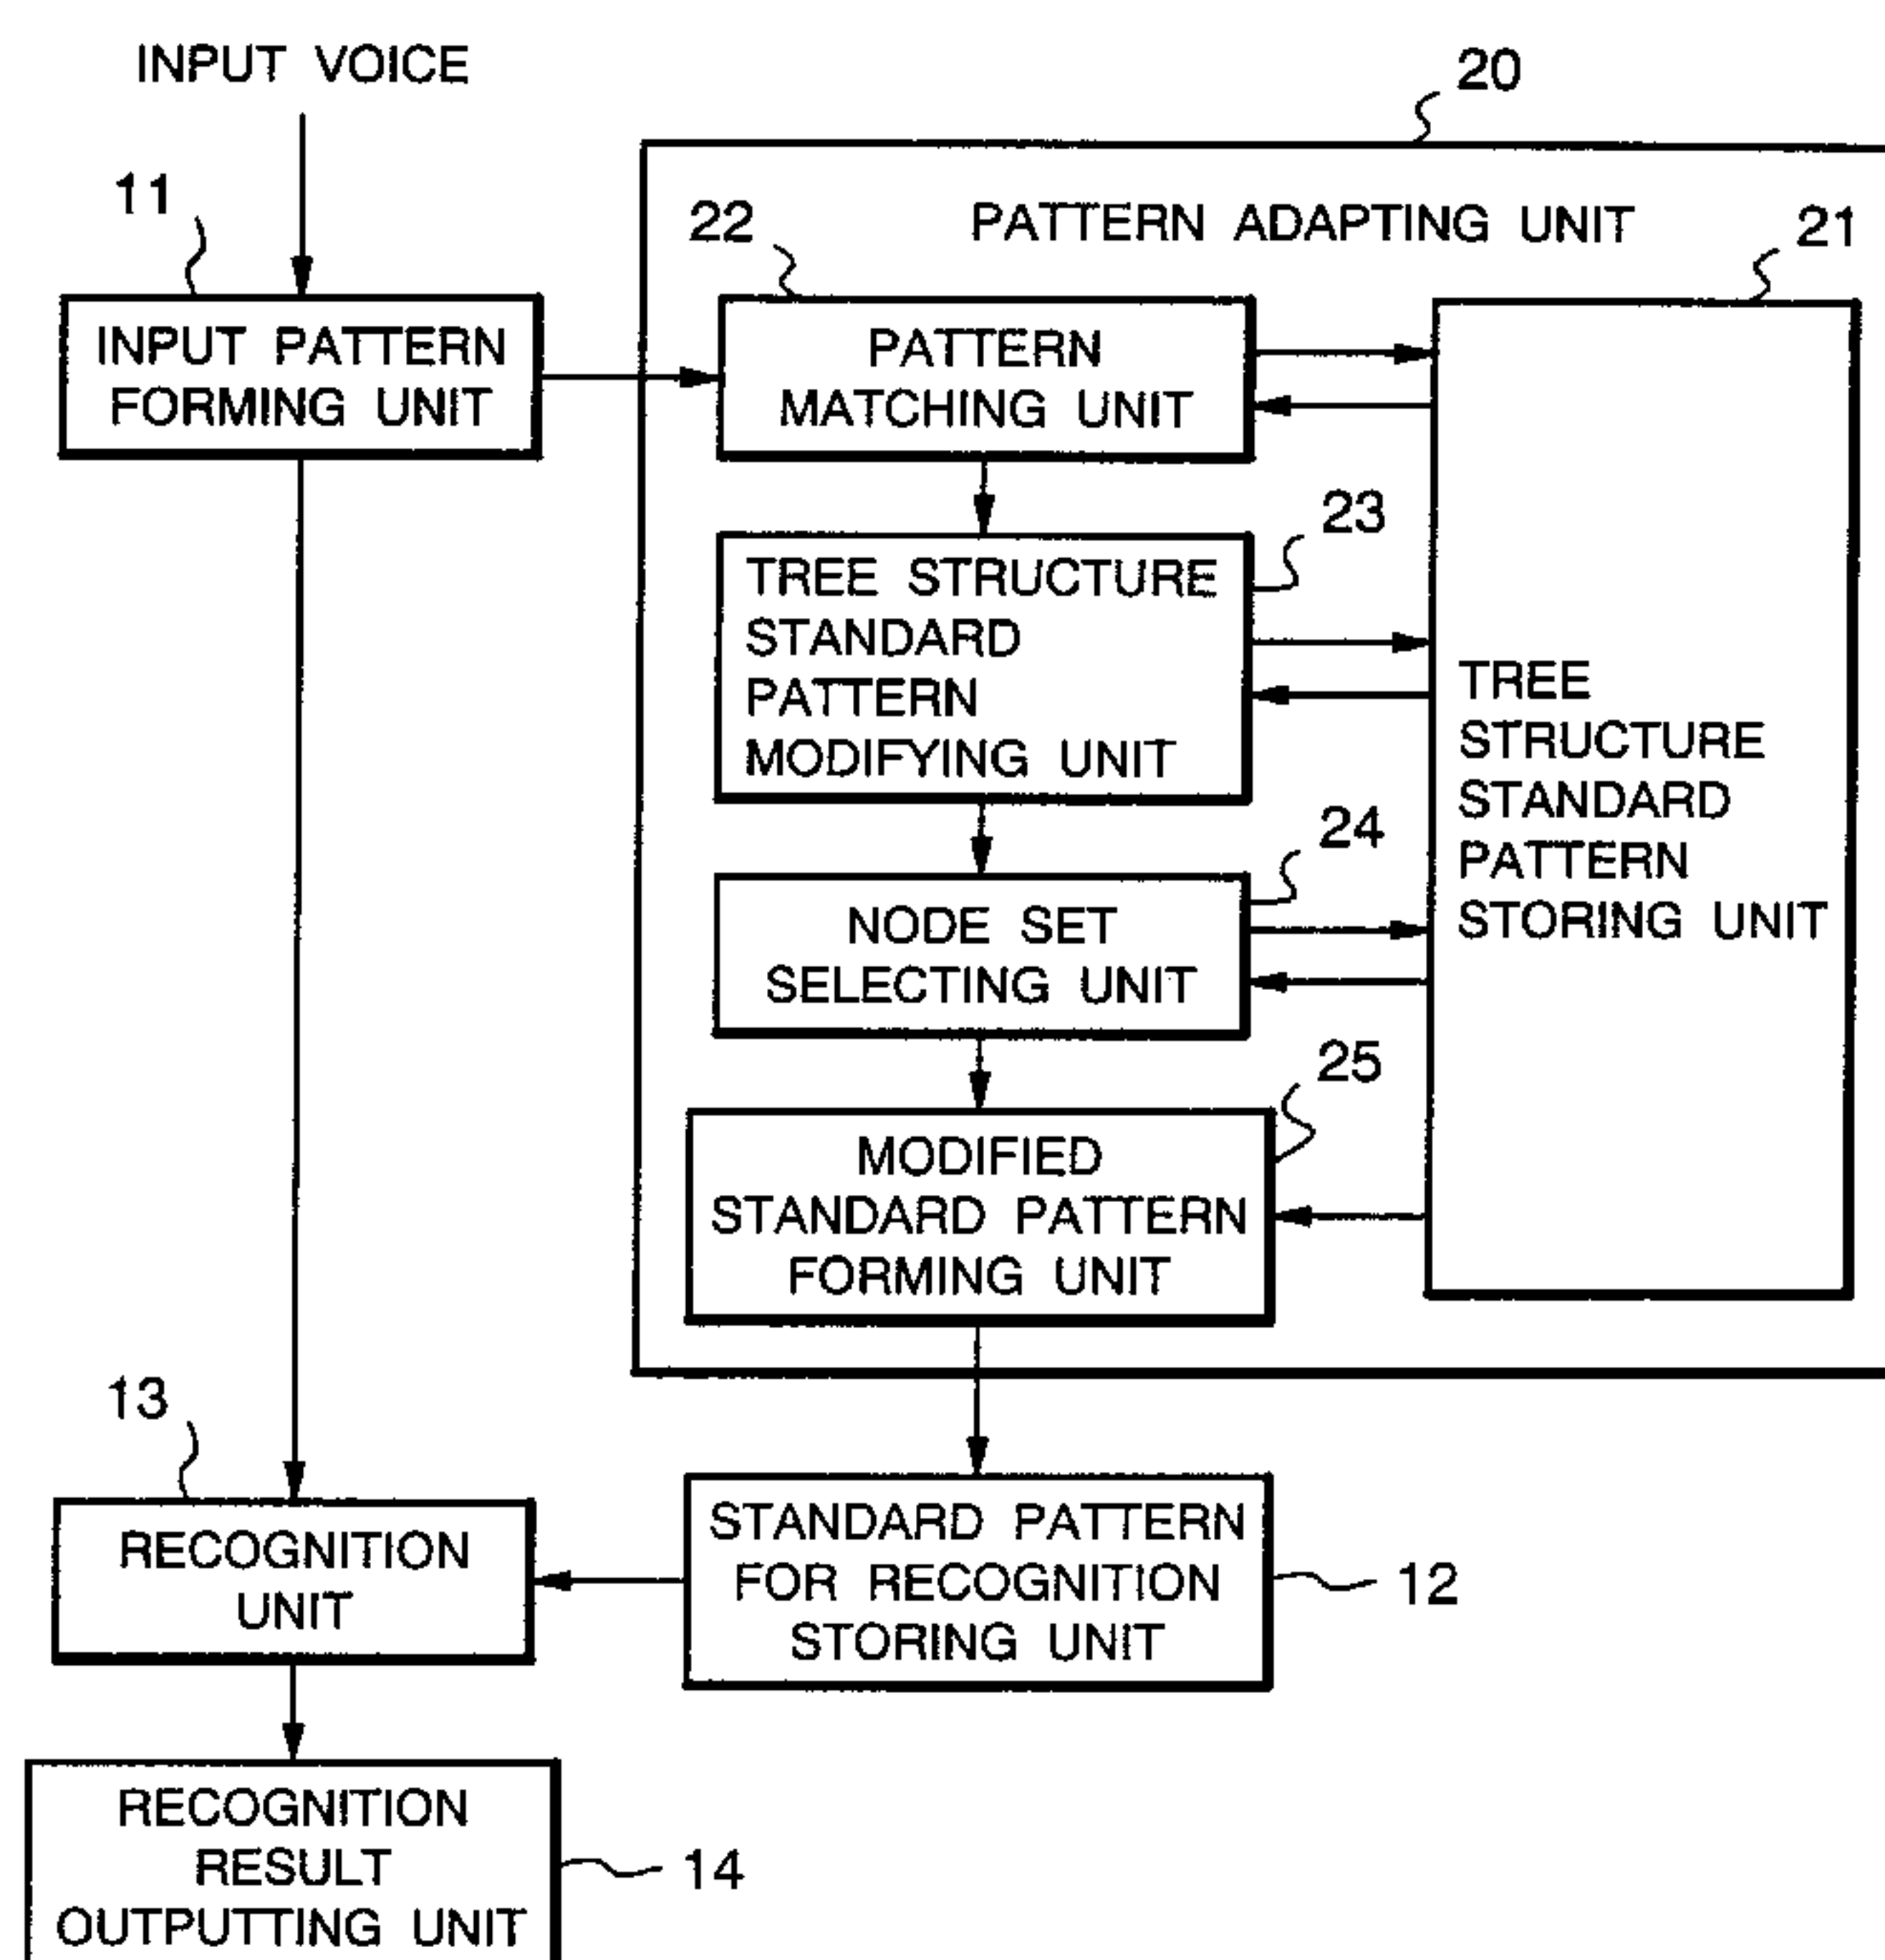 INPUT VOICE
20
11
22
PATTERN ADAPTING UNIT
21
INPUT PATTERN
FORMING UNIT
PATTERN
MATCHING UNIT
23
TREE STRUCTURE
STANDARD
PATTERN
MODIFYING UNIT
TREE
STRUCTURE
STANDARD
PATTERN
STORING UNIT
24
NODE SET
SELECTING UNIT
25
MODIFIED
STANDARD PATTERN
FORMING UNIT
13
RECOGNITION
UNIT
STANDARD PATTERN
FOR RECOGNITION
STORING UNIT
12
RECOGNITION
RESULT
OUTPUTTING UNIT
14